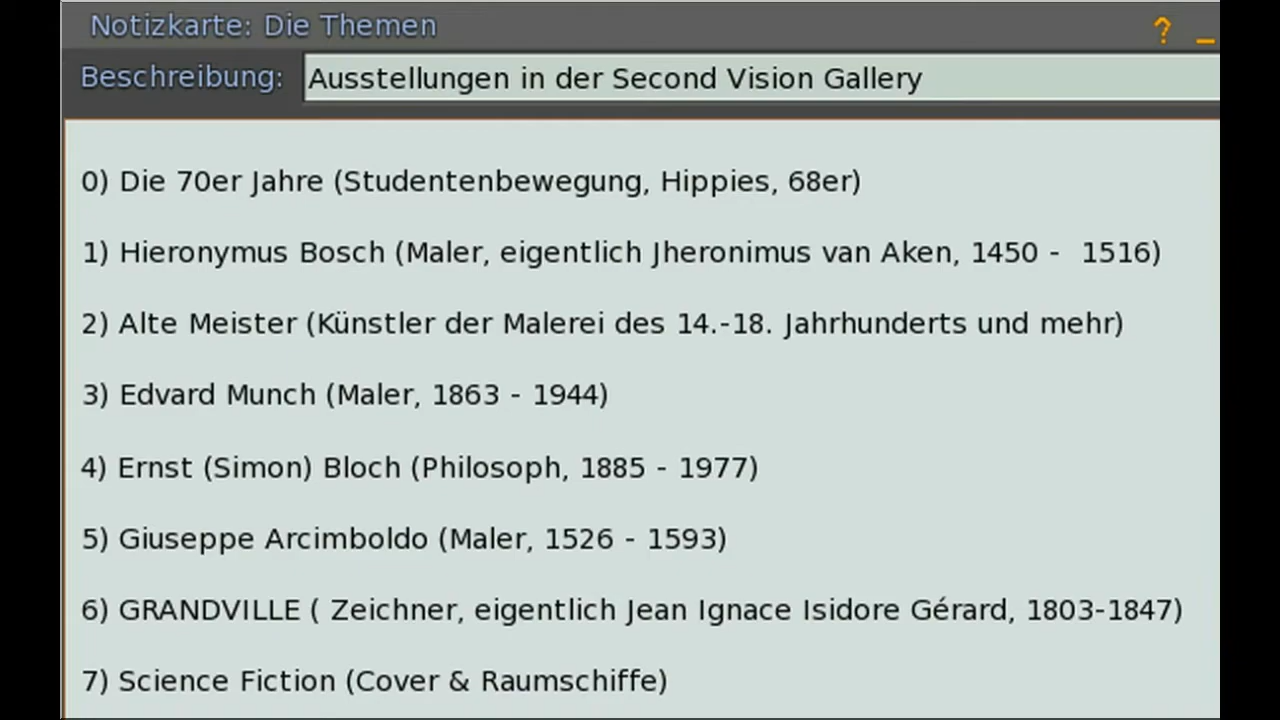 Notizkarte: Die Themen
Beschreibung: Ausstellungen in der Second Vision Gallery
0) Die 70er Jahre (Studentenbewegung, Hippies, 68er)
1) Hieronymus Bosch (Maler, eigentlich Jheronimus van Aken, 1450 -  1516)
2) Alte Meister (Künstler der Malerei des 14.-18. Jahrhunderts und mehr)
3) Edvard Munch (Maler, 1863 - 1944)
4) Ernst (Simon) Bloch (Philosoph, 1885 - 1977)
5) Giuseppe Arcimboldo (Maler, 1526 - 1593)
6) GRANDVILLE ( Zeichner, eigentlich Jean Ignace Isidore Gérard, 1803-1847)
7) Science Fiction (Cover & Raumschiffe)